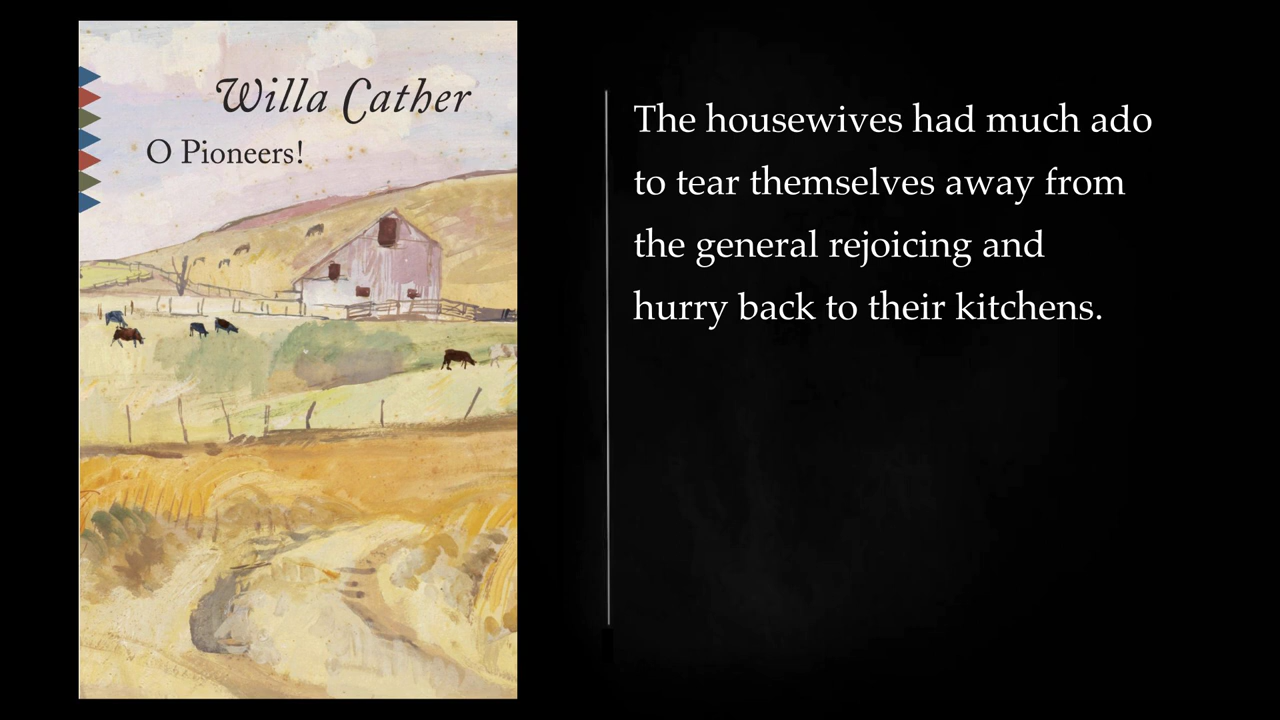 Willa Cather
O Pioneers!
The housewives had much ado
to tear themselves away from
the general rejoicing and
hurry back to their kitchens.